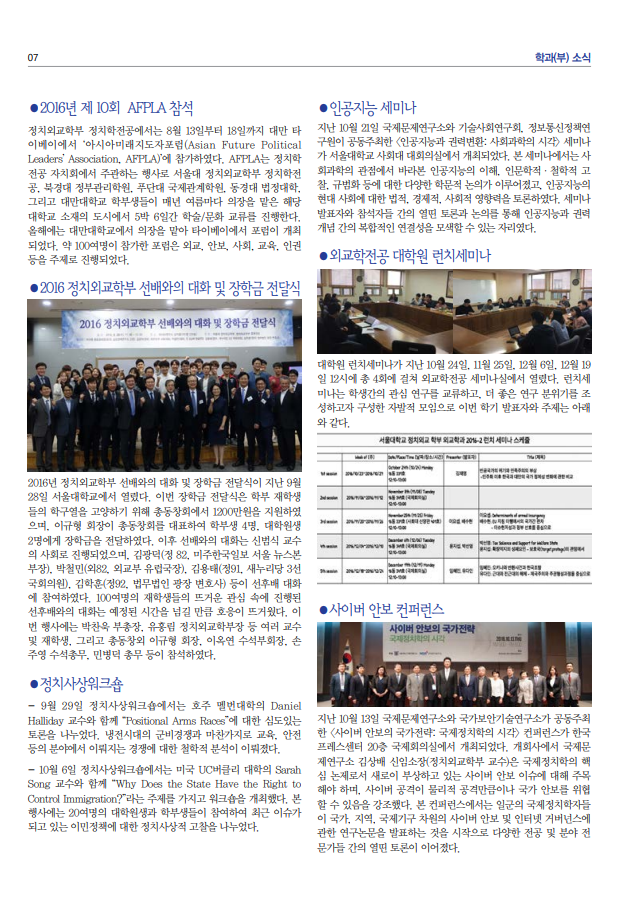 07
학과(부) 소식
●2016년 제 10회 AFPLA 참석
정치외교학부 정치학전공에서는 8월 13일부터 18일까지 대만 타
이베이에서 '아시아미래지도자포럼(Asian Future Political
Leaders' Association, AFPLA)'에 참가하였다. AFPLA는 정치학
전공 자치회에서 주관하는 행사로 서울대 정치외교학부 정치학전
공, 북경대 정부관리학원, 푸단대 국제관계학원, 동경대 법정대학,
그리고 대만대학교 학부생들이 매년 여름마다 의장을 맡은 해당
대학교 소재의 도시에서 5박 6일간 학술/문화 교류를 진행한다.
올해에는 대만대학교에서 의장을 맡아 타이베이에서 포럼이 개최
되었다. 약 100여명이 참가한 포럼은 외교, 안보, 사회, 교육, 인권
등을 주제로 진행되었다.
●2016 정치외교학부 선배와의 대화 및 장학금 전달식
2016 정치외교학부 선배와의 대화 및 장학금 전달식
2016년 정치외교학부 선배와의 대화 및 장학금 전달식이 지난 9월
28일 서울대학교에서 열렸다. 이번 장학금 전달식은 학부 재학생
들의 학구열을 고양하기 위해 총동창회에서 1200만원을 지원하였
으며, 이규형 회장이 총동창회를 대표하여 학부생 4명, 대학원생
2명에게 장학금을 전달하였다. 이후 선배와의 대화는 신범식 교수
의 사회로 진행되었으며, 김광덕(정 82, 미주한국일보 서울 뉴스본
부장), 박철민(외82, 외교부 유럽국장), 김용태(정91, 새누리당 3선
국회의원), 김학훈(정92, 법무법인 광장 변호사) 등이 선후배 대화
에 참여하였다. 100여명의 재학생들의 뜨거운 관심 속에 진행된
선후배와의 대화는 예정된 시간을 넘길 만큼 호응이 뜨거웠다. 이
번 행사에는 박찬욱 부총장, 유홍림 정치외교학부장 등 여러 교수
및 재학생, 그리고 총동창회 이규형 회장, 이옥연 수석부회장, 손
주영 수석총무, 민병덕 총무 등이 참석하였다.
●정치사상워크숍
- 9월 29일 정치사상워크숍에서는 호주 멜번대학의 Daniel
Halliday 교수와 함께 "Positional Arms Races"에 대한 심도있는
토론을 나누었다. 냉전시대의 군비경쟁과 마찬가지로 교육, 안전
등의 분야에서 이뤄지는 경쟁에 대한 철학적 분석이 이뤄졌다.
- 10월 6일 정치사상워크숍에서는 미국 UC버클리 대학의 Sarah
Song 교수와 함께 "Why Does the State Have the Right to
Control Immigration?"라는 주제를 가지고 워크숍을 개최했다. 본
행사에는 20여명의 대학원생과 학부생들이 참여하여 최근 이슈가
되고 있는 이민정책에 대한 정치사상적 고찰을 나누었다.
●인공지능 세미나
지난 10월 21일 국제문제연구소와 기술사회연구회, 정보통신정책연
구원이 공동주최한 〈인공지능과 권력변환: 사회과학의 시각〉 세미나
가 서울대학교 사회대 대회의실에서 개최되었다. 본 세미나에서는 사
회과학의 관점에서 바라본 인공지능의 이해, 인문학적·철학적 고
찰, 규범화 등에 대한 다양한 학문적 논의가 이루어졌고, 인공지능의
현대 사회에 대한 법적, 경제적, 사회적 영향력을 토론하였다. 세미나
발표자와 참석자들 간의 열띤 토론과 논의를 통해 인공지능과 권력
개념 간의 복합적인 연결성을 모색할 수 있는 자리였다.
●외교학전공 대학원 런치세미나
대학원 런치세미나가 지난 10월 24일, 11월 25일, 12월 6일, 12월 19
일 12시에 총 4회에 걸쳐 외교학전공 세미나실에서 열렸다. 런치세
미나는 학생간의 관심 연구를 교류하고, 더 좋은 연구 분위기를 조
성하고자 구성한 자발적 모임으로 이번 학기 발표자와 주제는 아래
와 같다.
서울대학교 정치외교 학부 외교학과 2016-2 런치 세미나 스케쥴
Week of (주) Date/Place/Time (날짜/장소/시간) Presenter (발표자) Title (제목)
1st session
2nd session
3rd session
4th session
5th session
●사이버 안보 컨퍼런스
사이버 안보의 국가전략
국제정치학의 시각
지난 10월 13일 국제문제연구소와 국가보안기술연구소가 공동주최
한 〈사이버 안보의 국가전략: 국제정치학의 시각〉 컨퍼런스가 한국
프레스센터 20층 국제회의실에서 개최되었다. 개회사에서 국제문
제연구소 김상배 신임소장(정치외교학부 교수)은 국제정치학의 핵
심 논제로서 새로이 부상하고 있는 사이버 안보 이슈에 대해 주목
해야 하며, 사이버 공격이 물리적 공격만큼이나 국가 안보를 위협
할 수 있음을 강조했다. 본 컨퍼런스에서는 일군의 국제정치학자들
이 국가, 지역, 국제기구 차원의 사이버 안보 및 인터넷 거버넌스에
관한 연구논문을 발표하는 것을 시작으로 다양한 전공 및 분야 전
문가들 간의 열띤 토론이 이어졌다.